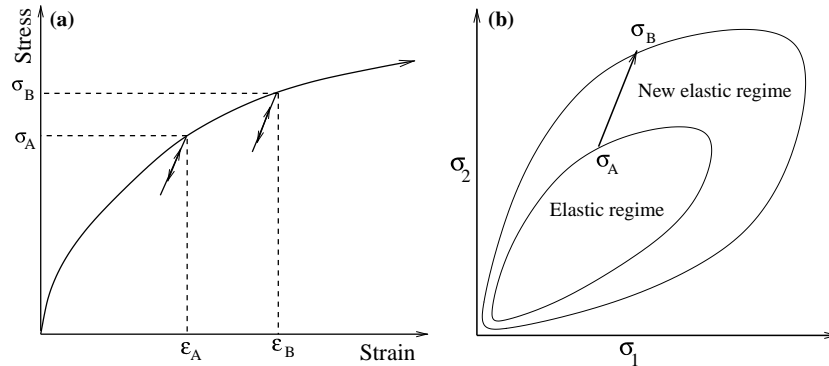 (a)
Stress
σB
σA
εA
εB
Strain
(b)
σB
New elastic regime
σA
σ2
Elastic regime
σ1